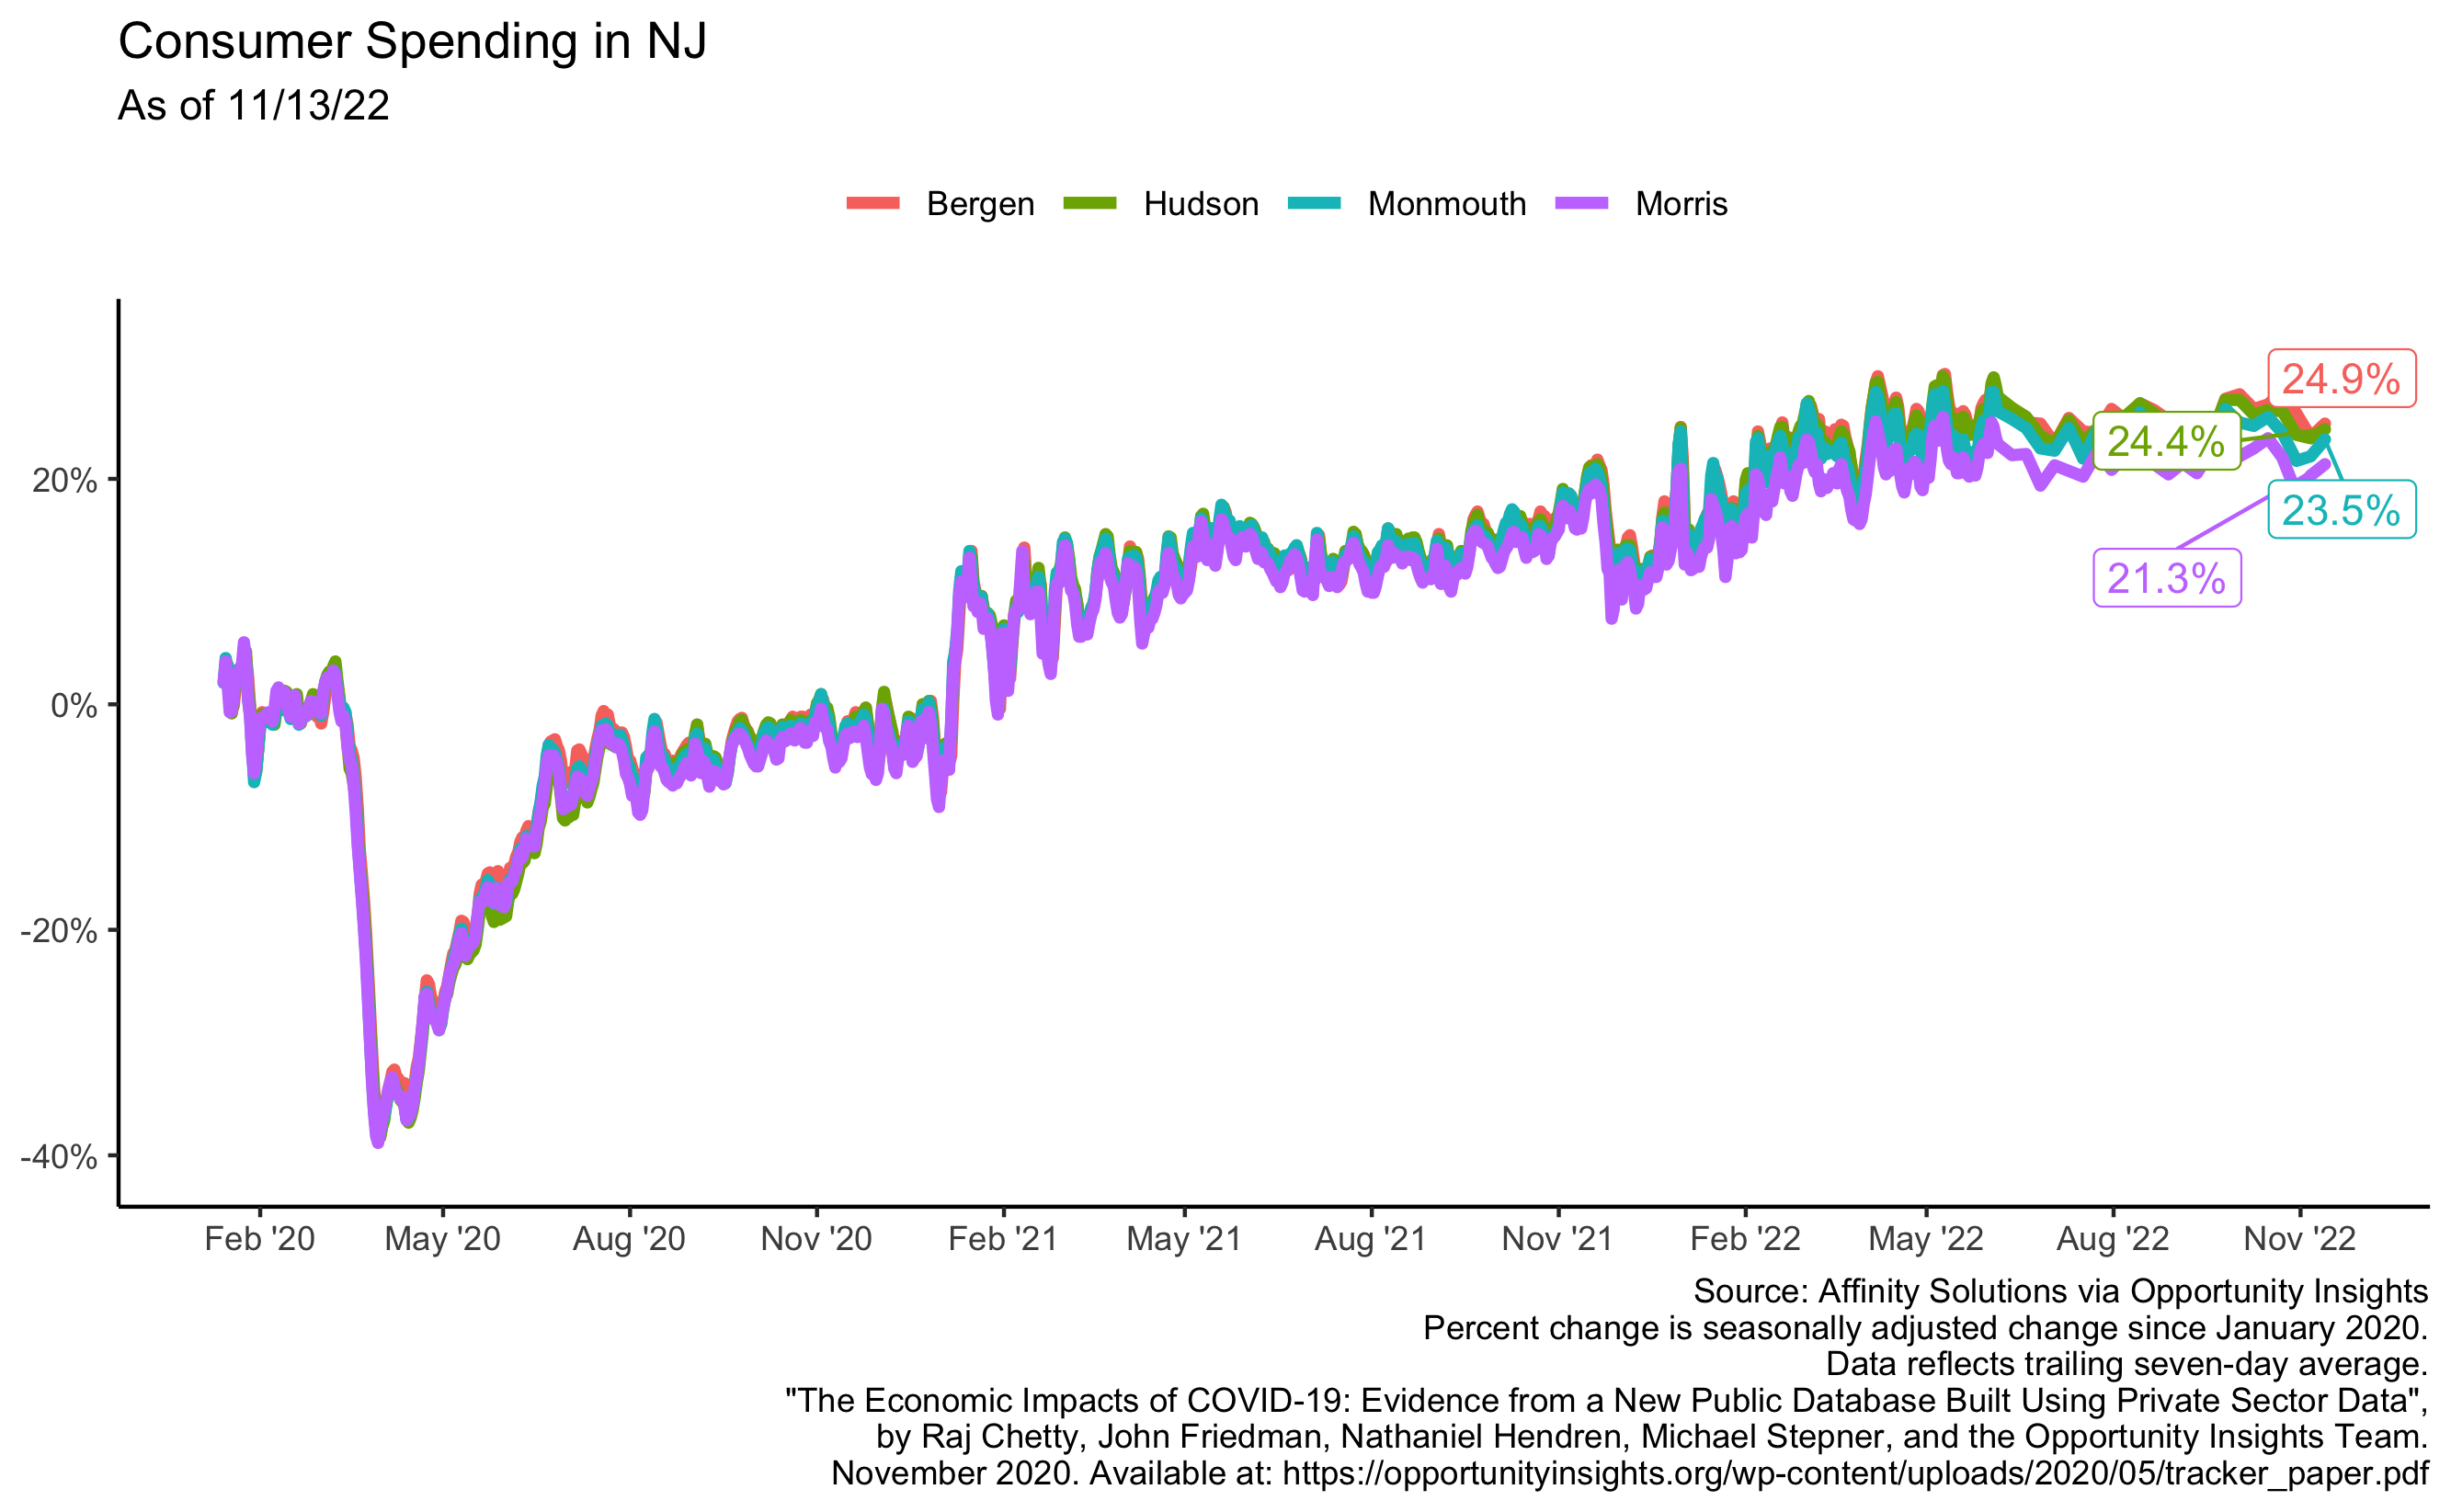 Consumer Spending in NJ
As of 11/13/22
Bergen Hudson Monmouth Morris
24.9%
24.4%
23.5%
21.3%
20%
0%
-20%
-40%
Feb '20 May '20 Aug '20 Nov '20 Feb '21 May '21 Aug '21 Nov '21 Feb '22 May '22 Aug '22 Nov '22
Source: Affinity Solutions via Opportunity Insights
Percent change is seasonally adjusted change since January 2020.
Data reflects trailing seven-day average.
"The Economic Impacts of COVID-19: Evidence from a New Public Database Built Using Private Sector Data",
by Raj Chetty, John Friedman, Nathaniel Hendren, Michael Stepner, and the Opportunity Insights Team.
November 2020. Available at: https://opportunityinsights.org/wp-content/uploads/2020/05/tracker_paper.pdf